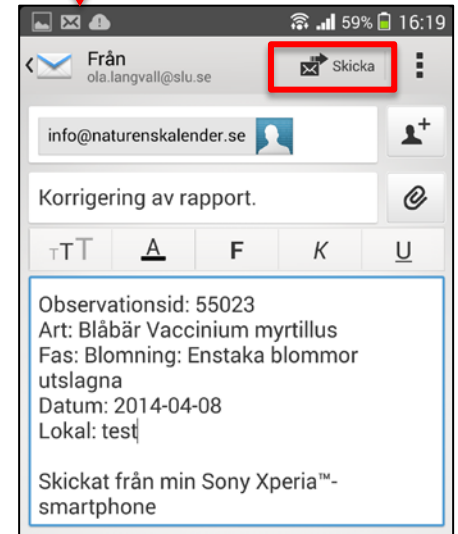 59% 16:19
Från
ola.langvall@slu.se
Skicka
info@naturenskalender.se
Korrigering av rapport.
TTT A F K U
Observationsid: 55023
Art: Blåbär Vaccinium myrtillus
Fas: Blomning: Enstaka blommor
utslagna
Datum: 2014-04-08
Lokal: test
Skickat från min Sony Xperia™-
smartphone